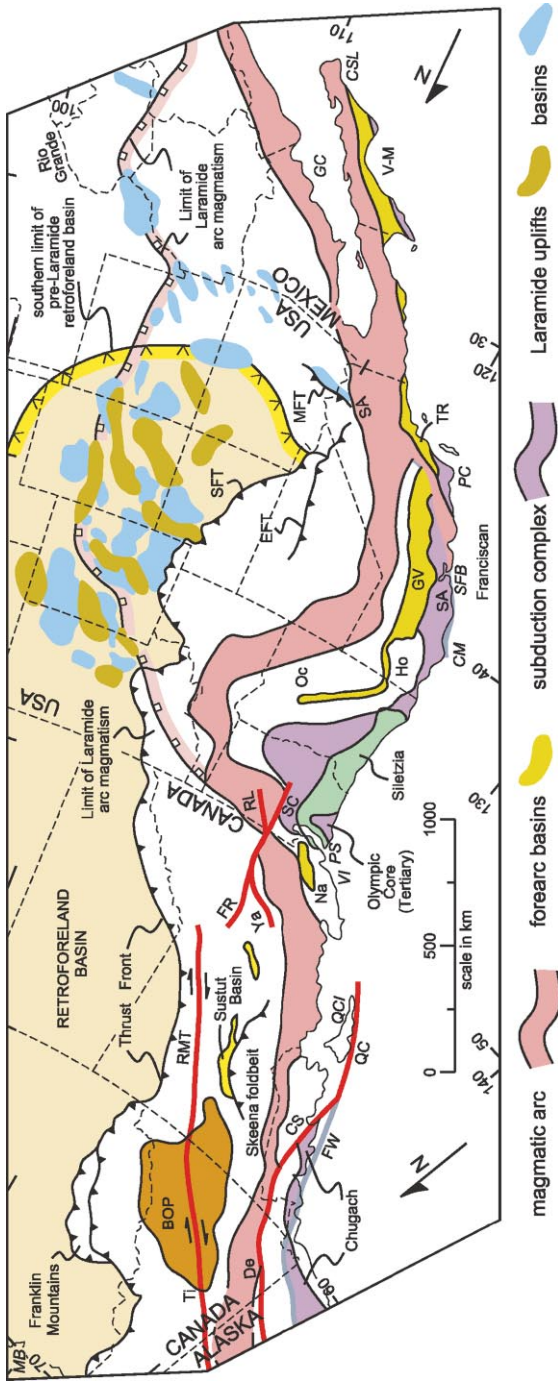 MB
70
Franklin
Mountains
RETROFORELAND
BASIN
Thrust Front
Limit of Laramide
arc magmatism
USA
CANADA
southern limit of
pre-Laramide
retroforeland basin
Rio
Grande
100
Limit of
Laramide
arc magmatism
USA
MEXICO
SFT
EFT
MFT
SA
GC
CSL
110
N
V-M
30
120
TR
PC
GV
SA
SFB
Franciscan
CM
Oc
Ho
40
Siletzia
130
SC
PS
VI
Olympic
Core
(Tertiary)
Na
RL
FR
Ya
RMT
Sustut
Basin
Skeena foldbelt
BOP
Ti
De
CANADA
ALASKA
CS
FW
QCI
QC
Chugach
60
N
50
140
0 500 1000
scale in km
magmatic arc
forearc basins
subduction complex
Laramide uplifts
basins